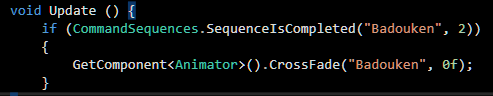 void Update () {
if (CommandSequences.SequenceIsCompleted("Badouken", 2))
{
GetComponent<Animator>().CrossFade("Badouken", 0f);
}